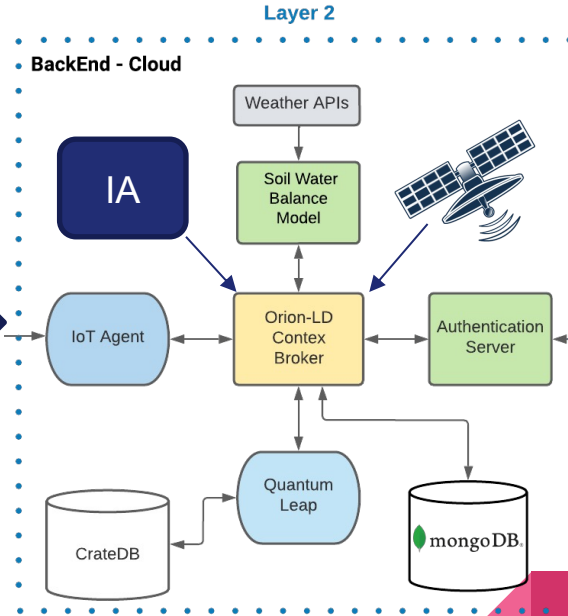 Layer 2
BackEnd - Cloud
Weather APIs
IA
Soil Water
Balance
Model
IoT Agent
Orion-LD
Contex
Broker
Authentication
Server
Quantum
Leap
CrateDB
mongoDB.